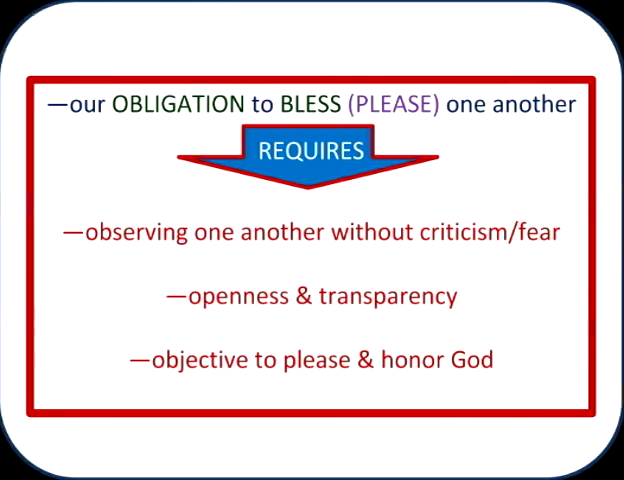 —our OBLIGATION to BLESS (PLEASE) one another
REQUIRES
—observing one another without criticism/fear
—openness & transparency
—objective to please & honor God